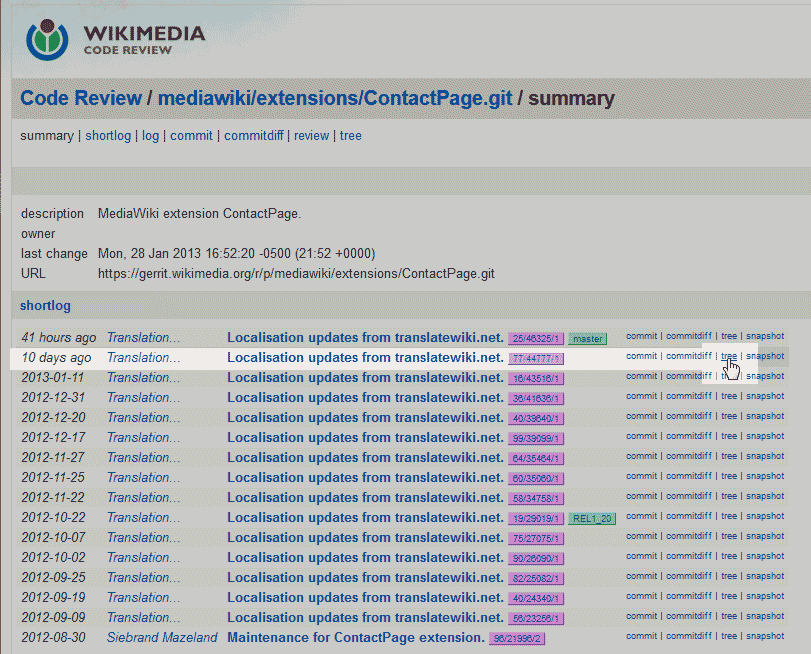 WIKIMEDIA
CODE REVIEW
Code Review / mediawiki/extensions/ContactPage.git / summary
summary | shortlog | log | commit | commitdiff | review | tree
description MediaWiki extension ContactPage.
owner
last change Mon, 28 Jan 2013 16:52:20 -0500 (21:52 +0000)
URL https://gerrit.wikimedia.org/r/p/mediawiki/extensions/ContactPage.git
shortlog
41 hours ago Translation... Localisation updates from translatewiki.net. 25/46325/1 master commit | commitdiff | tree | snapshot
10 days ago Translation... Localisation updates from translatewiki.net. 77/44777/1 commit | commitdiff | tree | snapshot
2013-01-11 Translation... Localisation updates from translatewiki.net. 16/43516/1 commit | commitdiff | snapshot
2012-12-31 Translation... Localisation updates from translatewiki.net. 36/41636/1 commit | commitdiff | tree | snapshot
2012-12-20 Translation... Localisation updates from translatewiki.net. 40/39640/1 commit | commitdiff | tree | snapshot
2012-12-17 Translation... Localisation updates from translatewiki.net. 99/39099/1 commit | commitdiff | tree | snapshot
2012-11-27 Translation... Localisation updates from translatewiki.net. 64/35464/1 commit | commitdiff | tree | snapshot
2012-11-25 Translation... Localisation updates from translatewiki.net. 60/35060/1 commit | commitdiff | tree | snapshot
2012-11-22 Translation... Localisation updates from translatewiki.net. 58/34758/1 commit | commitdiff | tree | snapshot
2012-10-22 Translation... Localisation updates from translatewiki.net. 19/29019/1 REL1_20 commit | commitdiff | tree | snapshot
2012-10-07 Translation... Localisation updates from translatewiki.net. 75/27075/1 commit | commitdiff | tree | snapshot
2012-10-02 Translation... Localisation updates from translatewiki.net. 90/26090/1 commit | commitdiff | tree | snapshot
2012-09-25 Translation... Localisation updates from translatewiki.net. 82/25082/1 commit | commitdiff | tree | snapshot
2012-09-19 Translation... Localisation updates from translatewiki.net. 40/24340/1 commit | commitdiff | tree | snapshot
2012-09-09 Translation... Localisation updates from translatewiki.net. 56/23256/1 commit | commitdiff | tree | snapshot
2012-08-30 Siebrand Mazeland Maintenance for ContactPage extension. 96/21996/2 commit | commitdiff | tree | snapshot